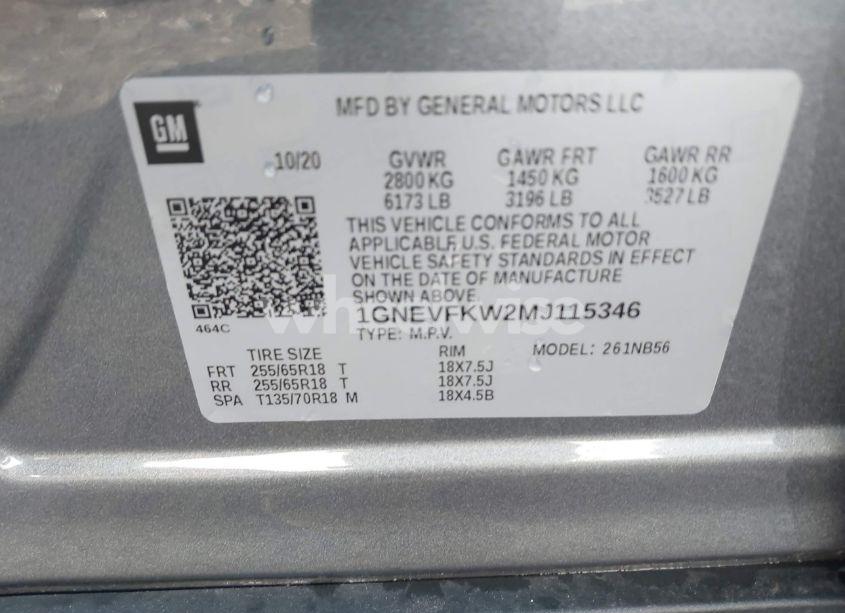 GM
MFD BY GENERAL MOTORS LLC
10/20 GVWR GAWR FRT GAWR RR
2800 KG 1450 KG 1600 KG
6173 LB 3196 LB 3527 LB
THIS VEHICLE CONFORMS TO ALL
APPLICABLE U.S. FEDERAL MOTOR
VEHICLE SAFETY STANDARDS IN EFFECT
ON THE DATE OF MANUFACTURE
SHOWN ABOVE.
1GNEVFKW2MJ115346
464C
TYPE: M.P.V. MODEL: 261NB56
TIRE SIZE RIM
FRT 255/65R18 T 18X7.5J
RR 255/65R18 T 18X7.5J
SPA T135/70R18 M 18X4.5B